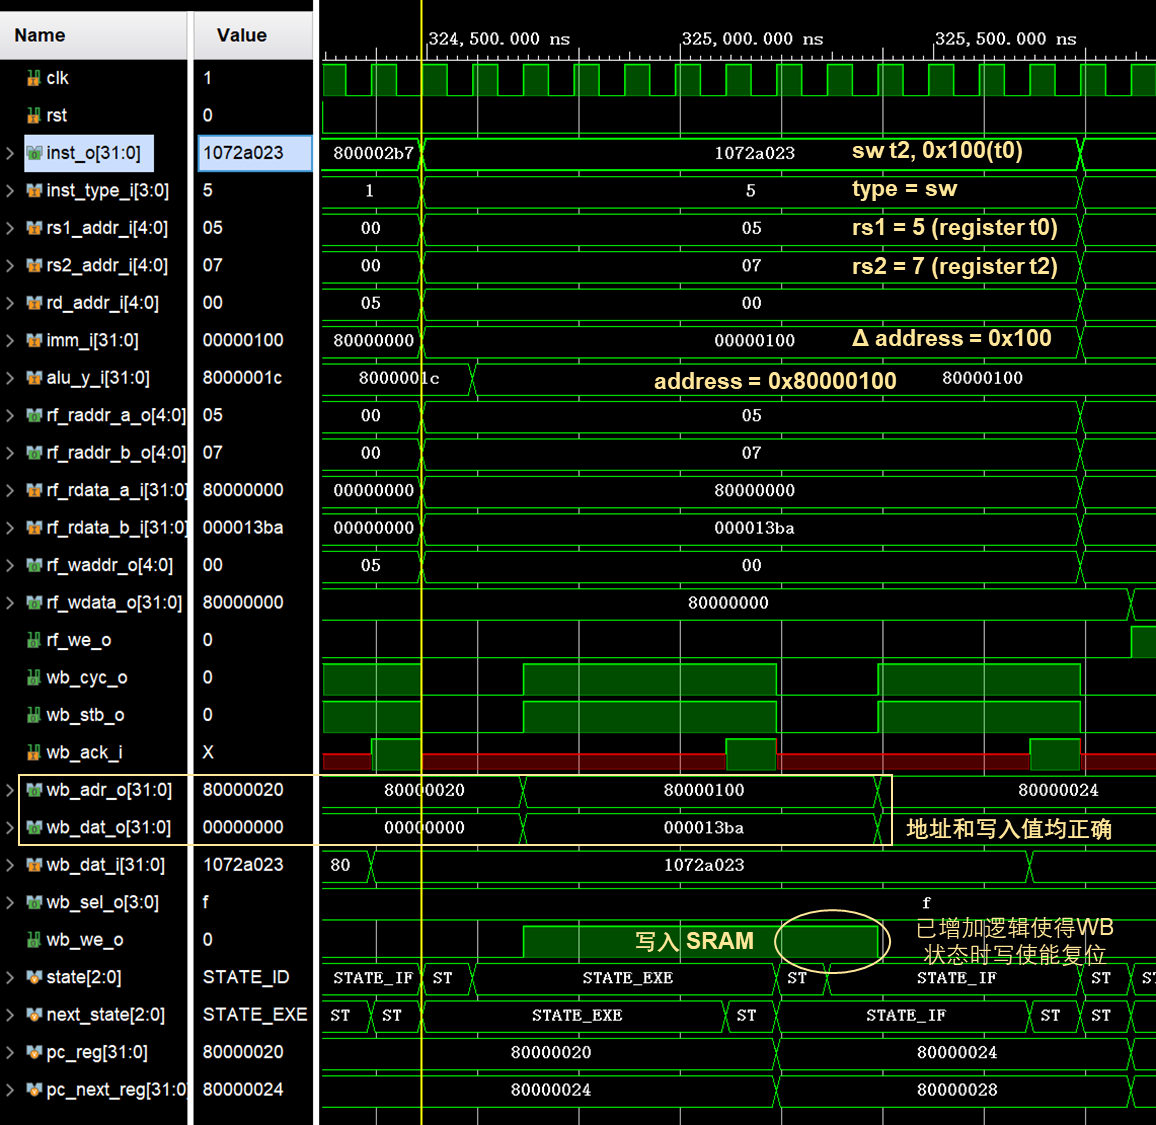 Name Value
324,500.000 ns 325,000.000 ns 325,500.000 ns
clk 1
rst 0
inst_o[31:0] 1072a023 800002b7 1072a023 sw t2, 0x100(t0)
inst_type_i[3:0] 5 1 5 type = sw
rs1_addr_i[4:0] 05 00 05 rs1 = 5 (register t0)
rs2_addr_i[4:0] 07 00 07 rs2 = 7 (register t2)
rd_addr_i[4:0] 00 05 00
imm_i[31:0] 00000100 80000000 00000100 Δ address = 0x100
alu_y_i[31:0] 8000001c 8000001c address = 0x80000100 80000100
rf_raddr_a_o[4:0] 05 00 05
rf_raddr_b_o[4:0] 07 00 07
rf_rdata_a_i[31:0] 80000000 00000000 80000000
rf_rdata_b_i[31:0] 000013ba 00000000 000013ba
rf_waddr_o[4:0] 00 05 00
rf_wdata_o[31:0] 80000000 80000000
rf_we_o 0
wb_cyc_o 0
wb_stb_o 0
wb_ack_i X
wb_adr_o[31:0] 80000020 80000020 80000100 80000024
wb_dat_o[31:0] 00000000 00000000 000013ba 地址和写入值均正确
wb_dat_i[31:0] 1072a023 80 1072a023
wb_sel_o[3:0] f f
wb_we_o 0 写入 SRAM 已增加逻辑使得WB
状态时写使能复位
state[2:0] STATE_ID STATE_IF ST STATE_EXE ST STATE_IF ST ST
next_state[2:0] STATE_EXE ST ST STATE_EXE ST STATE_IF ST ST
pc_reg[31:0] 80000020 80000020 80000024
pc_next_reg[31:0] 80000024 80000024 80000028